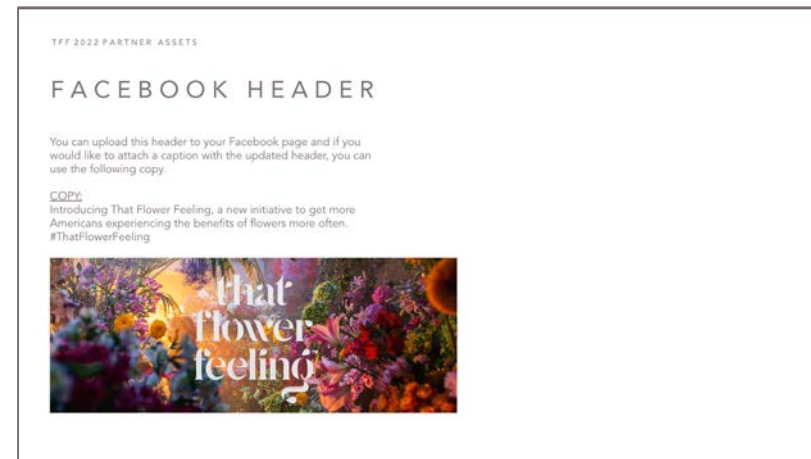 TFF 2022 PARTNER ASSETS
FACEBOOK HEADER
You can upload this header to your Facebook page and if you
would like to attach a caption with the updated header, you can
use the following copy.
COPY:
Introducing That Flower Feeling, a new initiative to get more
Americans experiencing the benefits of flowers more often.
#ThatFlowerFeeling
that
flower
feeling